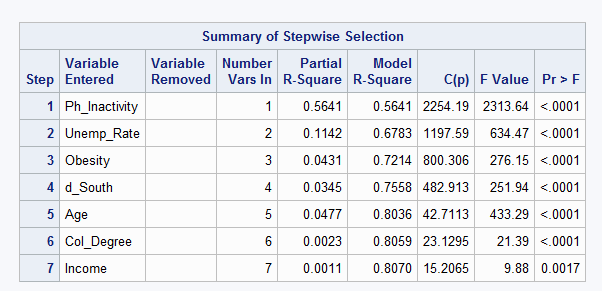 Summary of Stepwise Selection
Step Variable Entered Variable Removed Number Vars In Partial R-Square Model R-Square C(p) F Value Pr > F
1 Ph_Inactivity 1 0.5641 0.5641 2254.19 2313.64 <.0001
2 Unemp_Rate 2 0.1142 0.6783 1197.59 634.47 <.0001
3 Obesity 3 0.0431 0.7214 800.306 276.15 <.0001
4 d_South 4 0.0345 0.7558 482.913 251.94 <.0001
5 Age 5 0.0477 0.8036 42.7113 433.29 <.0001
6 Col_Degree 6 0.0023 0.8059 23.1295 21.39 <.0001
7 Income 7 0.0011 0.8070 15.2065 9.88 0.0017